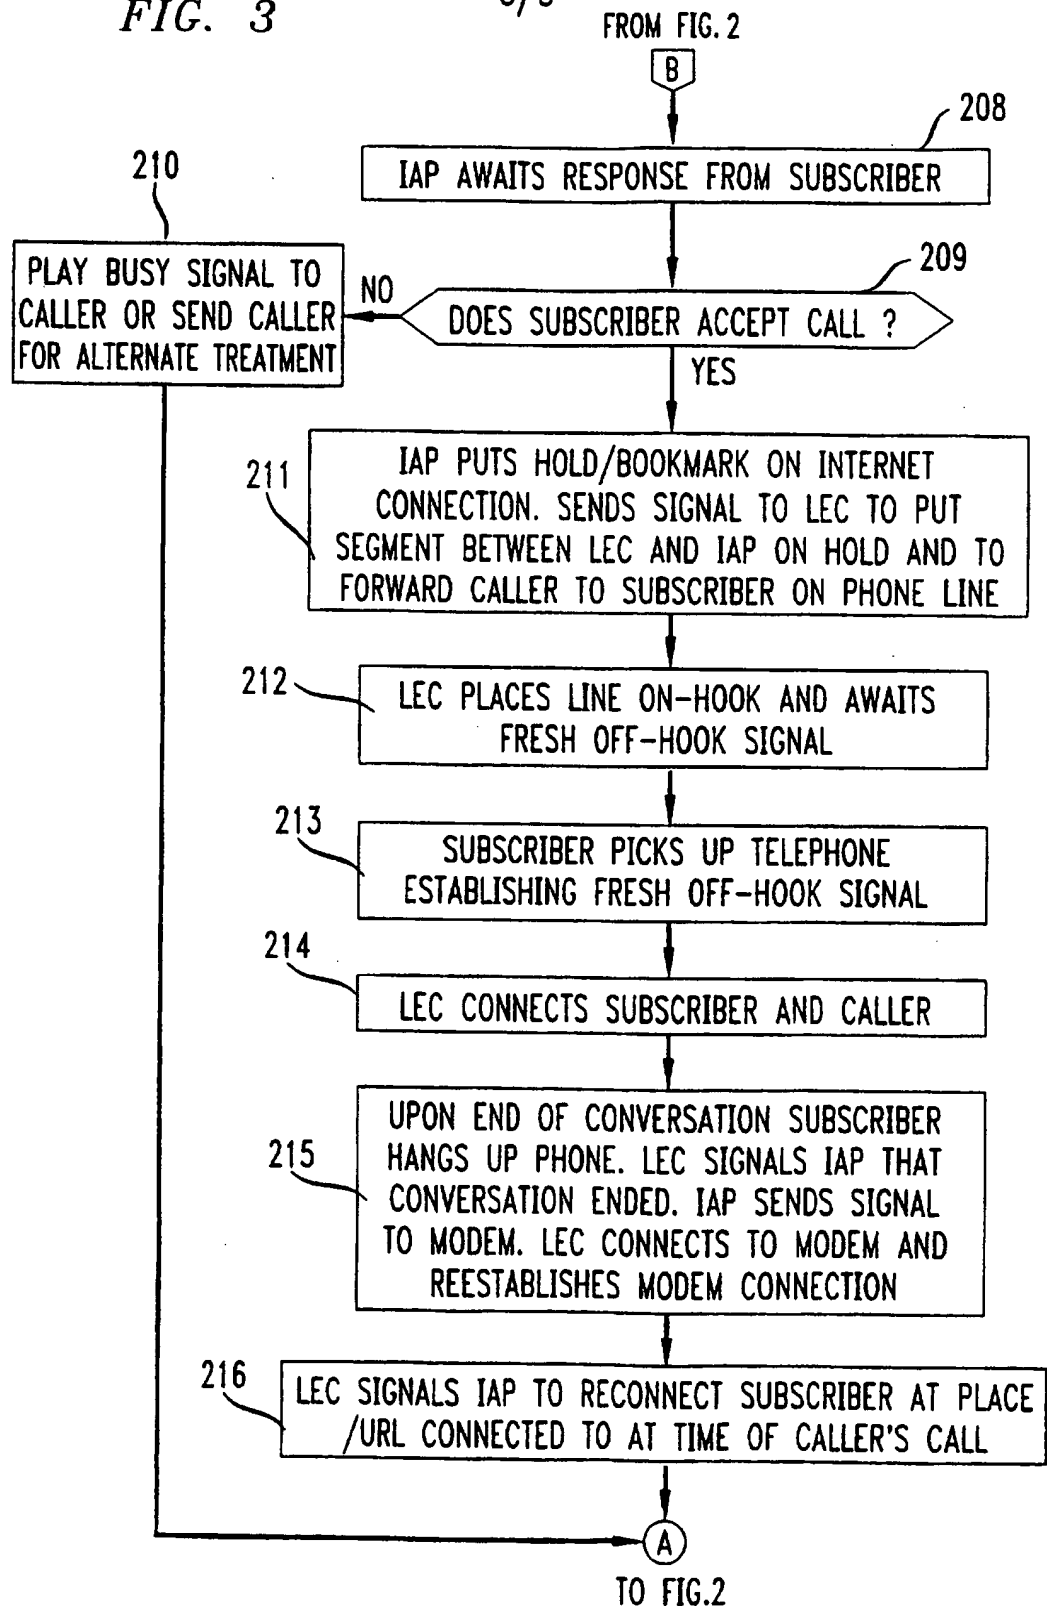 FIG. 3
FROM FIG. 2
B
208
IAP AWAITS RESPONSE FROM SUBSCRIBER
210
PLAY BUSY SIGNAL TO
CALLER OR SEND CALLER
FOR ALTERNATE TREATMENT
NO
209
DOES SUBSCRIBER ACCEPT CALL ?
YES
211
IAP PUTS HOLD/BOOKMARK ON INTERNET
CONNECTION. SENDS SIGNAL TO LEC TO PUT
SEGMENT BETWEEN LEC AND IAP ON HOLD AND TO
FORWARD CALLER TO SUBSCRIBER ON PHONE LINE
212
LEC PLACES LINE ON-HOOK AND AWAITS
FRESH OFF-HOOK SIGNAL
213
SUBSCRIBER PICKS UP TELEPHONE
ESTABLISHING FRESH OFF-HOOK SIGNAL
214
LEC CONNECTS SUBSCRIBER AND CALLER
215
UPON END OF CONVERSATION SUBSCRIBER
HANGS UP PHONE. LEC SIGNALS IAP THAT
CONVERSATION ENDED. IAP SENDS SIGNAL
TO MODEM. LEC CONNECTS TO MODEM AND
REESTABLISHES MODEM CONNECTION
216
LEC SIGNALS IAP TO RECONNECT SUBSCRIBER AT PLACE
/URL CONNECTED TO AT TIME OF CALLER'S CALL
A
TO FIG.2